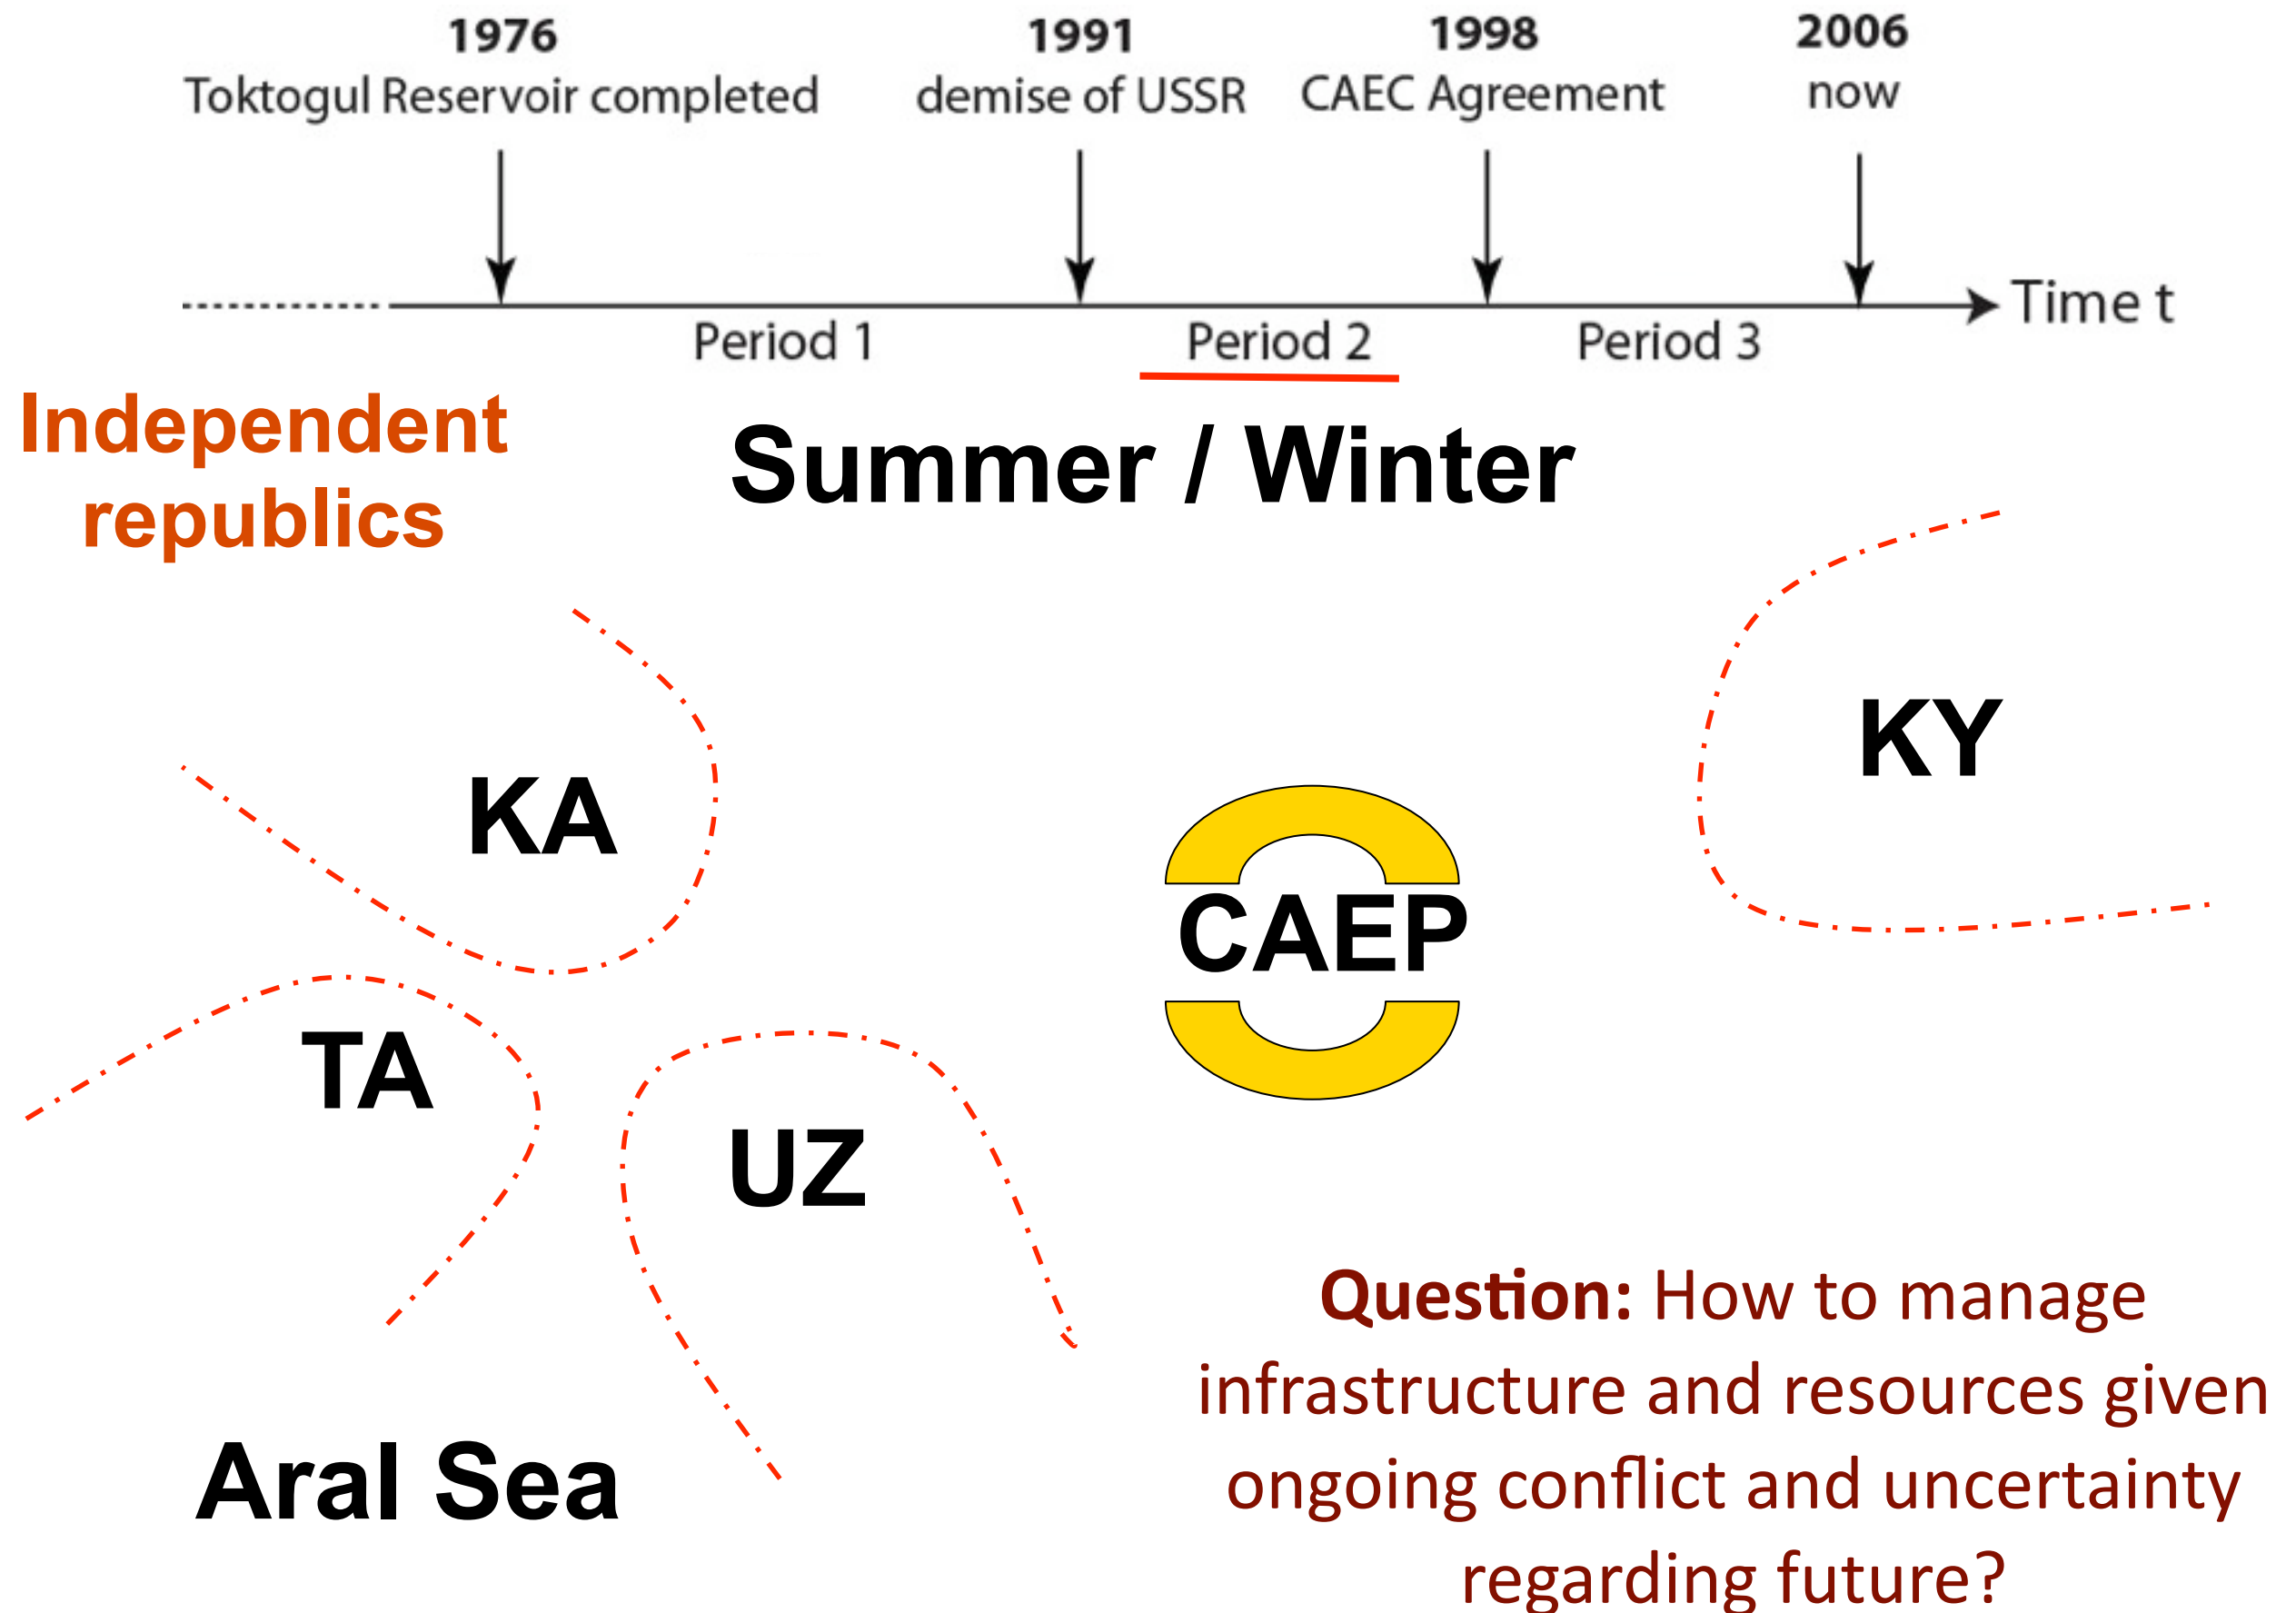 1976
Toktogul Reservoir completed
1991
demise of USSR
1998
CAEC Agreement
2006
now
Time t
Period 1
Period 2
Period 3
Independent
republics
Summer / Winter
KY
KA
CAEP
TA
UZ
Aral Sea
Question: How to manage
infrastructure and resources given
ongoing conflict and uncertainty
regarding future?